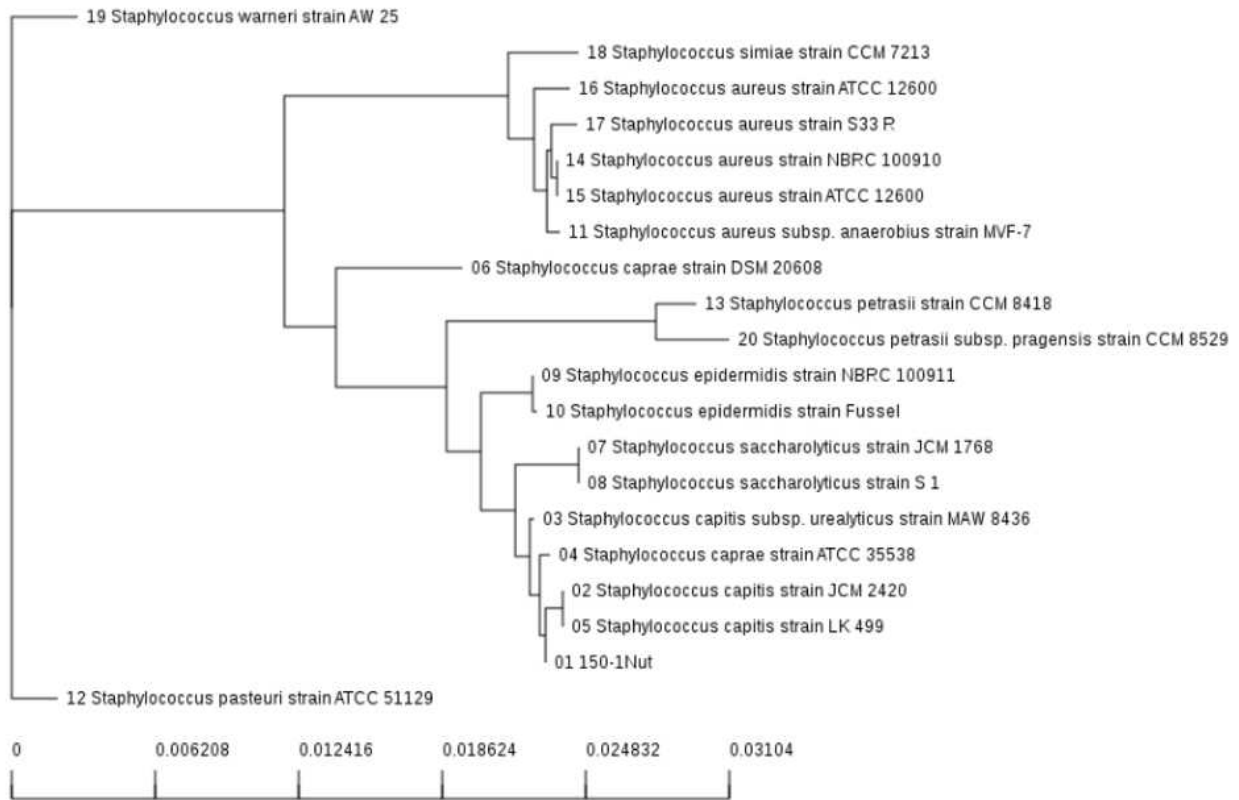 19 Staphylococcus warneri strain AW 25
18 Staphylococcus simiae strain CCM 7213
16 Staphylococcus aureus strain ATCC 12600
17 Staphylococcus aureus strain S33 R
14 Staphylococcus aureus strain NBRC 100910
15 Staphylococcus aureus strain ATCC 12600
11 Staphylococcus aureus subsp. anaerobius strain MVF-7
06 Staphylococcus caprae strain DSM 20608
13 Staphylococcus petrasii strain CCM 8418
20 Staphylococcus petrasii subsp. pragensis strain CCM 8529
09 Staphylococcus epidermidis strain NBRC 100911
10 Staphylococcus epidermidis strain Fussel
07 Staphylococcus saccharolyticus strain JCM 1768
08 Staphylococcus saccharolyticus strain S 1
03 Staphylococcus capitis subsp. urealyticus strain MAW 8436
04 Staphylococcus caprae strain ATCC 35538
02 Staphylococcus capitis strain JCM 2420
05 Staphylococcus capitis strain LK 499
01 150-1Nut
12 Staphylococcus pasteuri strain ATCC 51129
0 0.006208 0.012416 0.018624 0.024832 0.03104